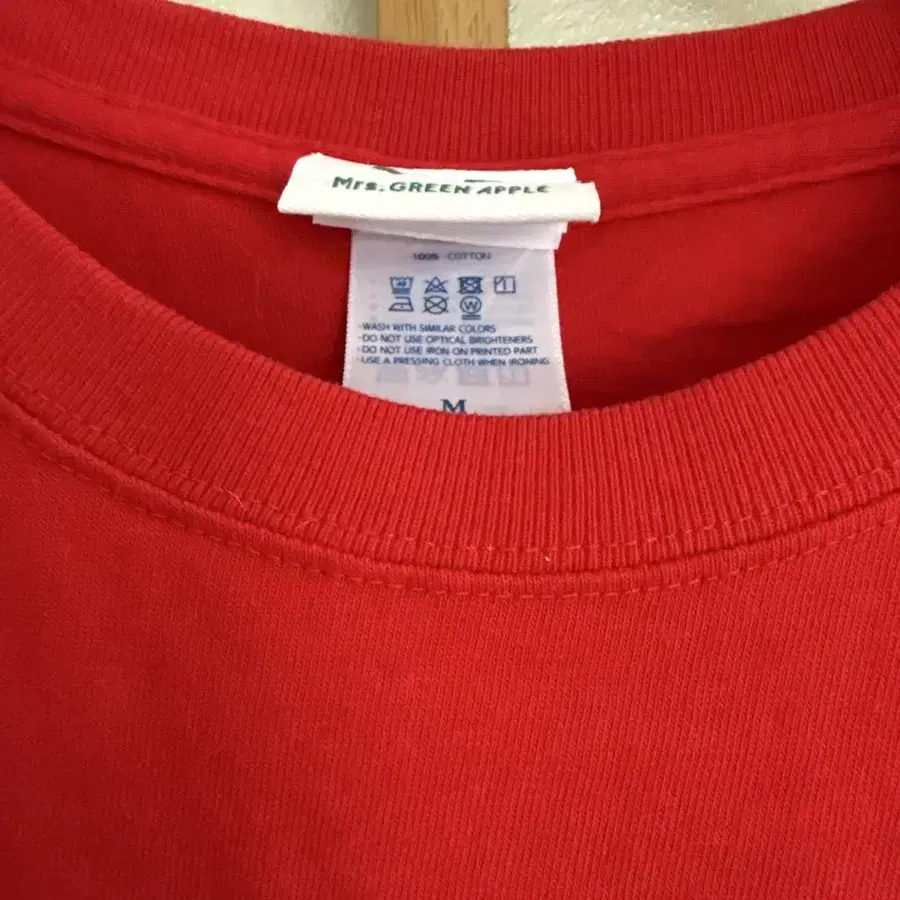 Mrs. GREEN APPLE
100% COTTON
·WASH WITH SIMILAR COLORS
·DO NOT USE OPTICAL BRIGHTENERS
·DO NOT USE IRON ON PRINTED PART
·USE A PRESSING CLOTH WHEN IRONING
M